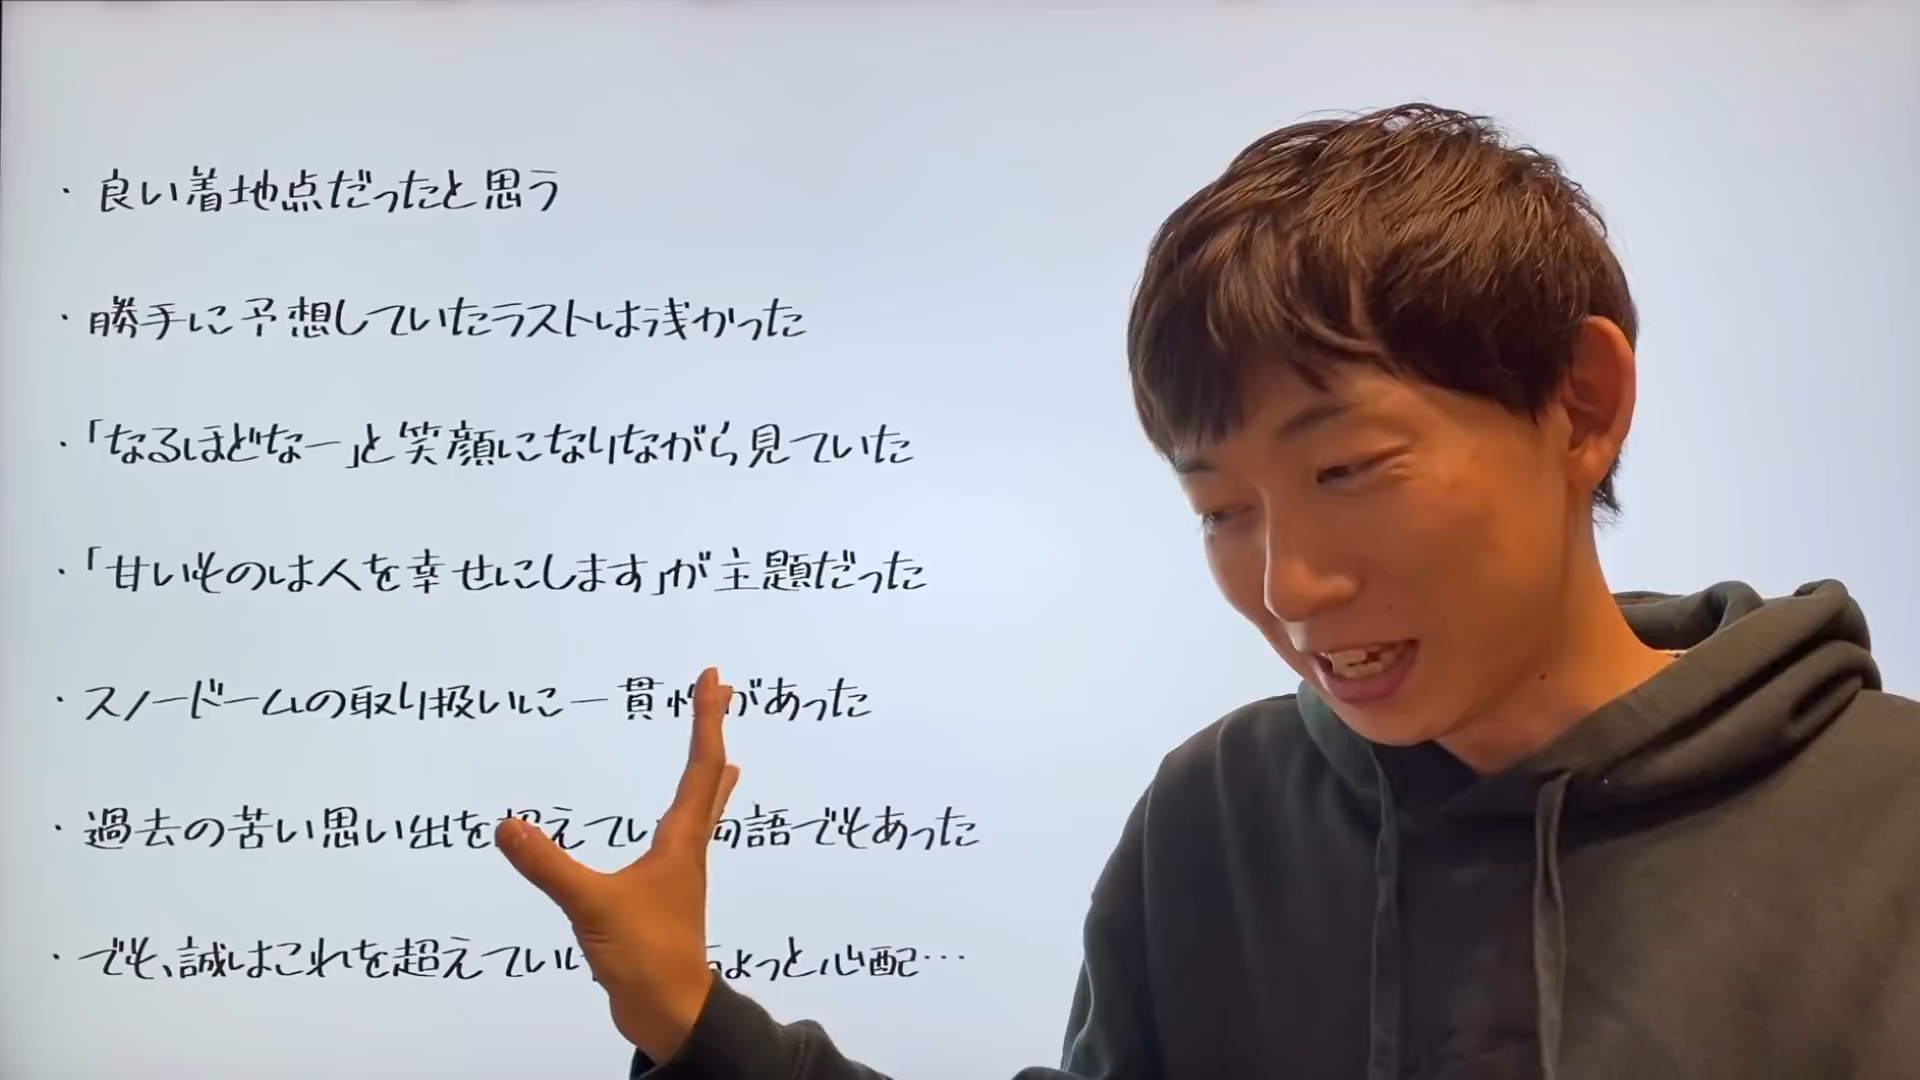 ・良い着地点だったと思う
・勝手に予想していたラストは浅かった
・「なるほどなー」と笑顔になりながら見ていた
・「甘いものは人を幸せにします」が主題だった
・スノードームの取り扱いに一貫性があった
・過去の苦い思い出を超えてい 物語でもあった
・でも、誠はこれを超えてい ちょっと心配…